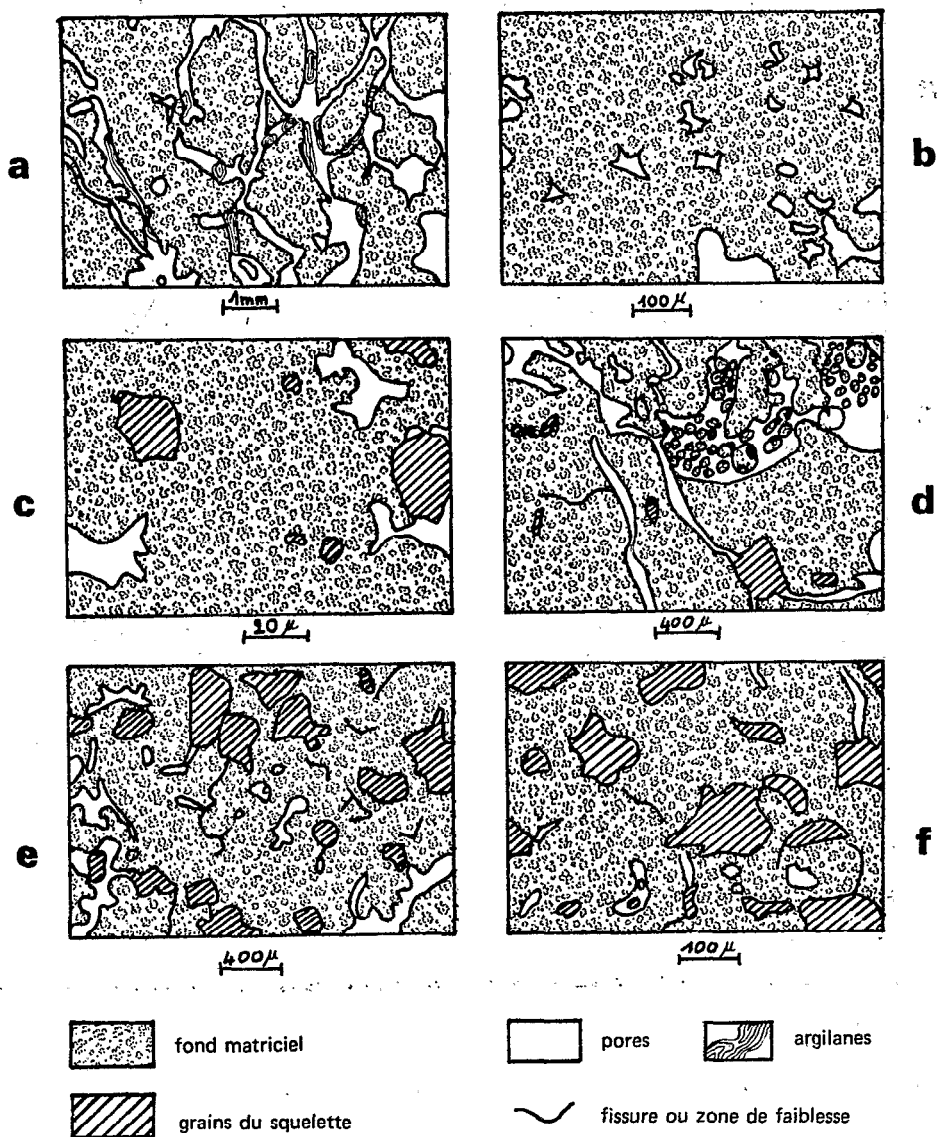 a
b
1mm
100 µ
c
d
20 µ
400 µ
e
f
400 µ
100 µ
fond matriciel
pores
argilanes
grains du squelette
fissure ou zone de faiblesse